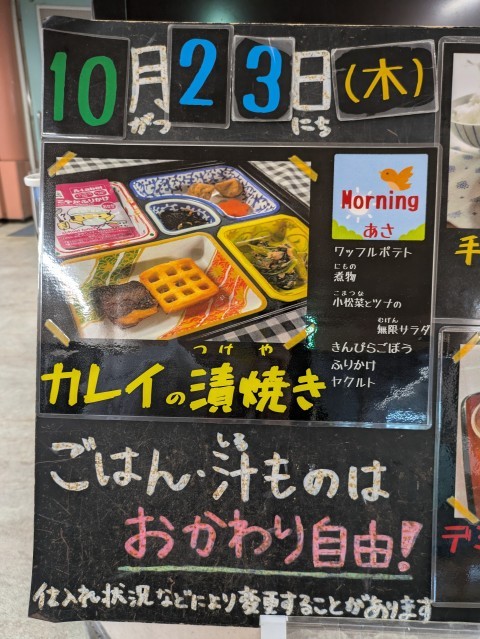 10月23日(木)
がつ にち
Morning
あさ
ワッフルポテト
にもの
煮物
こまつな
小松菜とツナの
むげん
無限サラダ
きんぴらごぼう
ふりかけ
ヤクルト
つけ や
カレイの漬焼き
しる
ごはん・汁ものは
おかわり自由!
仕入れ状況などにより変更することがあります
手
デ